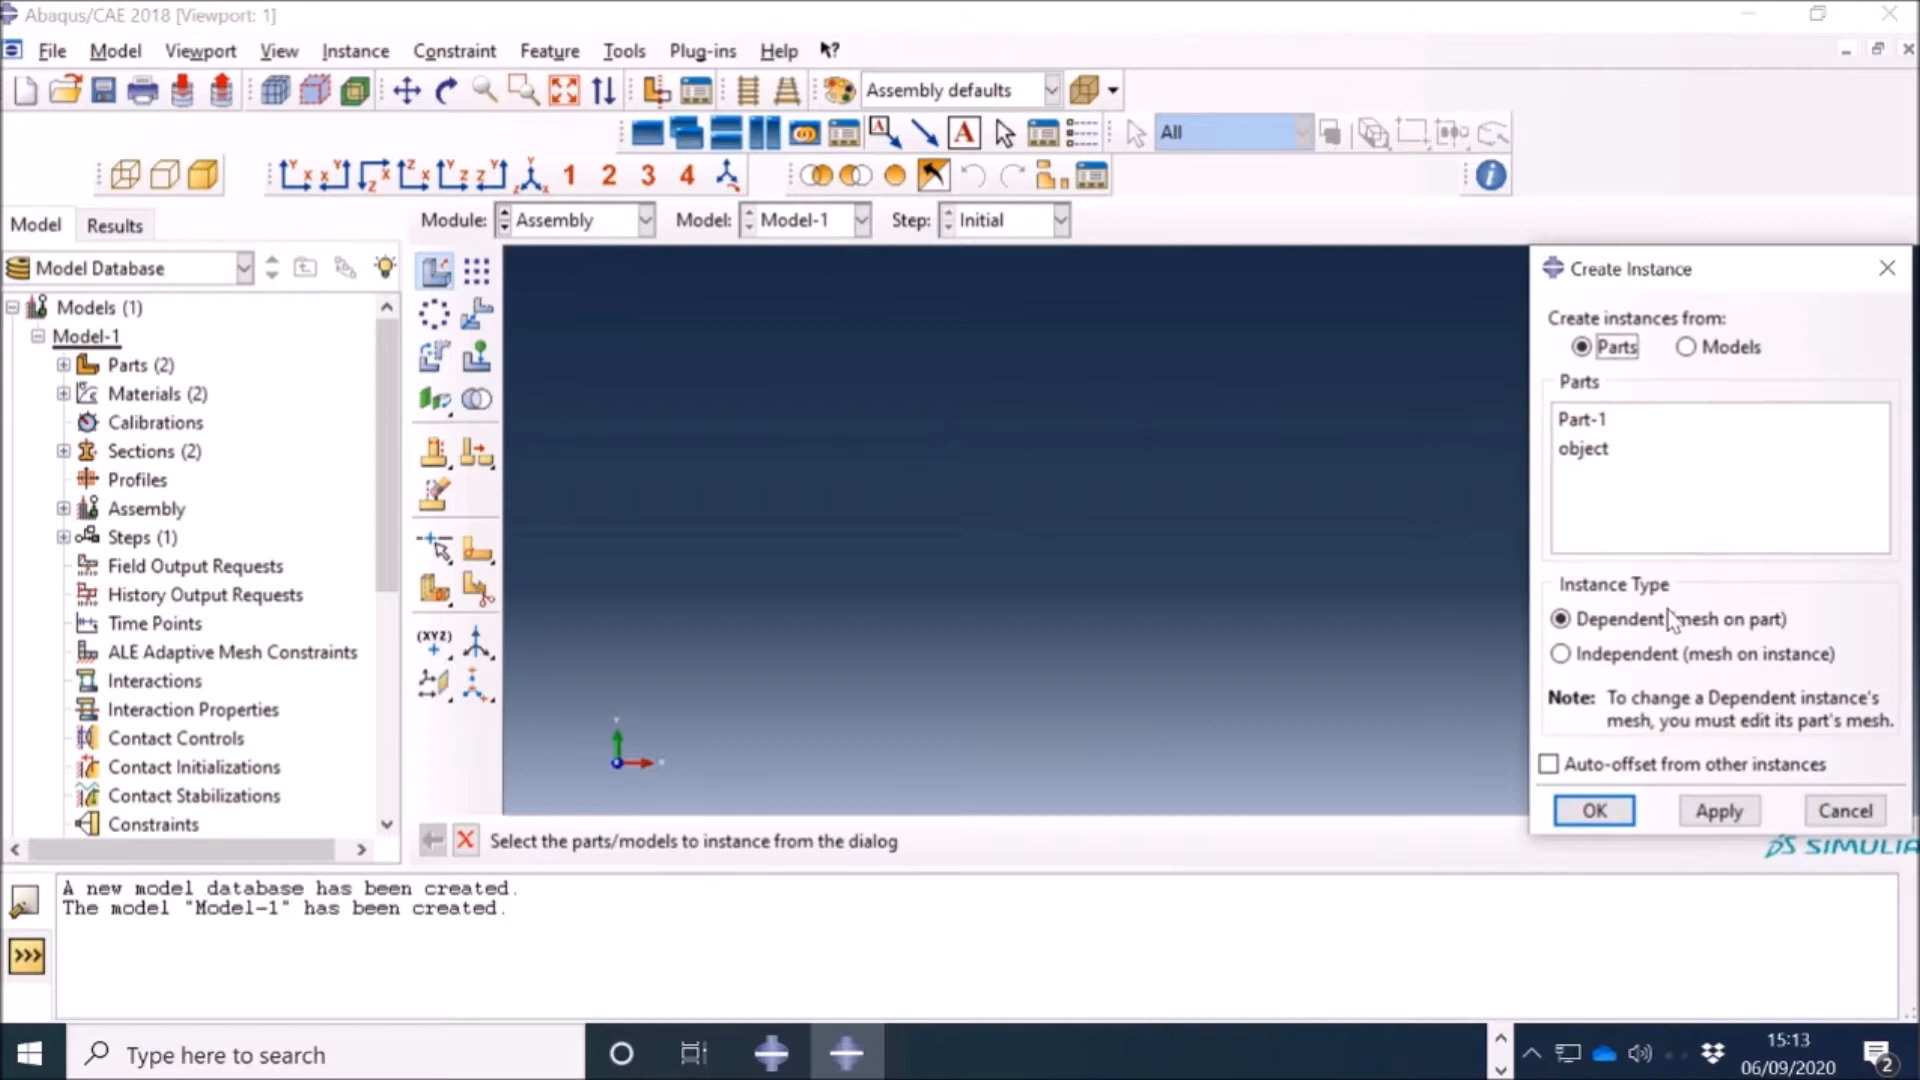 Abaqus/CAE 2018 [Viewport: 1]
File Model Viewport View Instance Constraint Feature Tools Plug-ins Help
Assembly defaults
All
1 2 3 4
Model Results
Module: Assembly Model: Model-1 Step: Initial
Model Database
Models (1)
Model-1
Parts (2)
Materials (2)
Calibrations
Sections (2)
Profiles
Assembly
Steps (1)
Field Output Requests
History Output Requests
Time Points
ALE Adaptive Mesh Constraints
Interactions
Interaction Properties
Contact Controls
Contact Initializations
Contact Stabilizations
Constraints
(XYZ)
Create Instance
Create instances from:
Parts Models
Parts
Part-1
object
Instance Type
Dependent (mesh on part)
Independent (mesh on instance)
Note: To change a Dependent instance's
mesh, you must edit its part's mesh.
Auto-offset from other instances
OK Apply Cancel
Select the parts/models to instance from the dialog
SIMULIA
A new model database has been created.
The model "Model-1" has been created.
>>>
Type here to search
15:13
06/09/2020
2